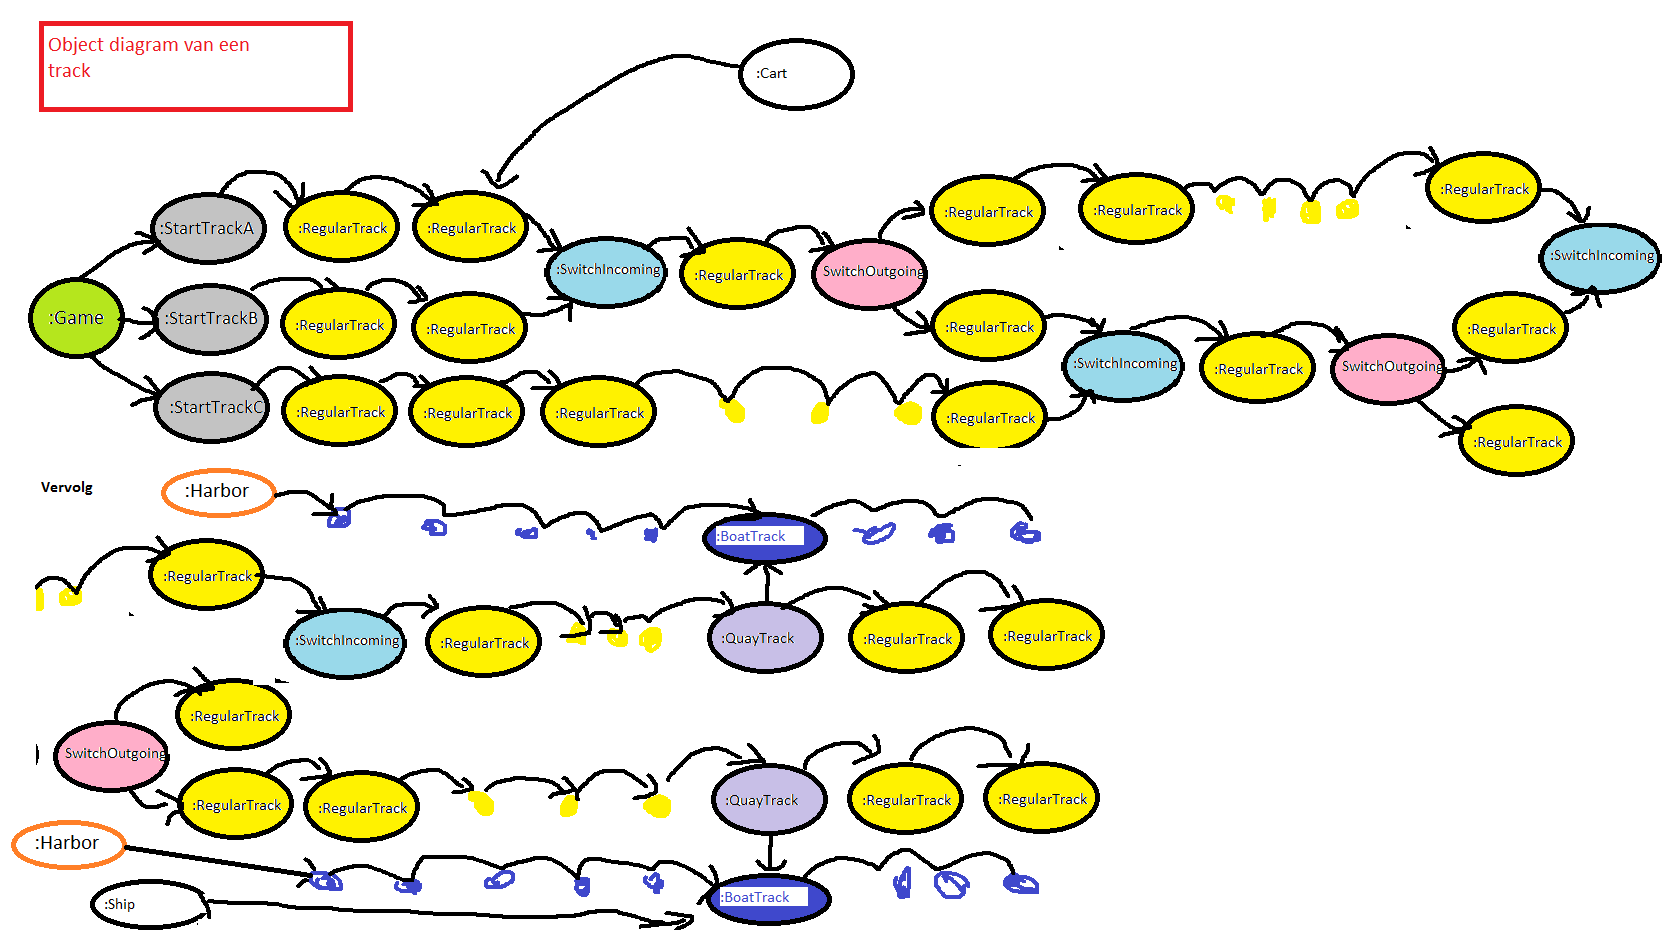 Object diagram van een
track
:Cart
:StartTrackA
:RegularTrack
:RegularTrack
:SwitchIncoming
:RegularTrack
SwitchOutgoing
:RegularTrack
:RegularTrack
:RegularTrack
:SwitchIncoming
:Game
:StartTrackB
:RegularTrack
:RegularTrack
:RegularTrack
:SwitchIncoming
:RegularTrack
SwitchOutgoing
:RegularTrack
:StartTrackC
:RegularTrack
:RegularTrack
:RegularTrack
:RegularTrack
:RegularTrack
Vervolg
:Harbor
:BoatTrack
:RegularTrack
:SwitchIncoming
:RegularTrack
:QuayTrack
:RegularTrack
:RegularTrack
:RegularTrack
SwitchOutgoing
:RegularTrack
:RegularTrack
:QuayTrack
:RegularTrack
:RegularTrack
:Harbor
:BoatTrack
:Ship